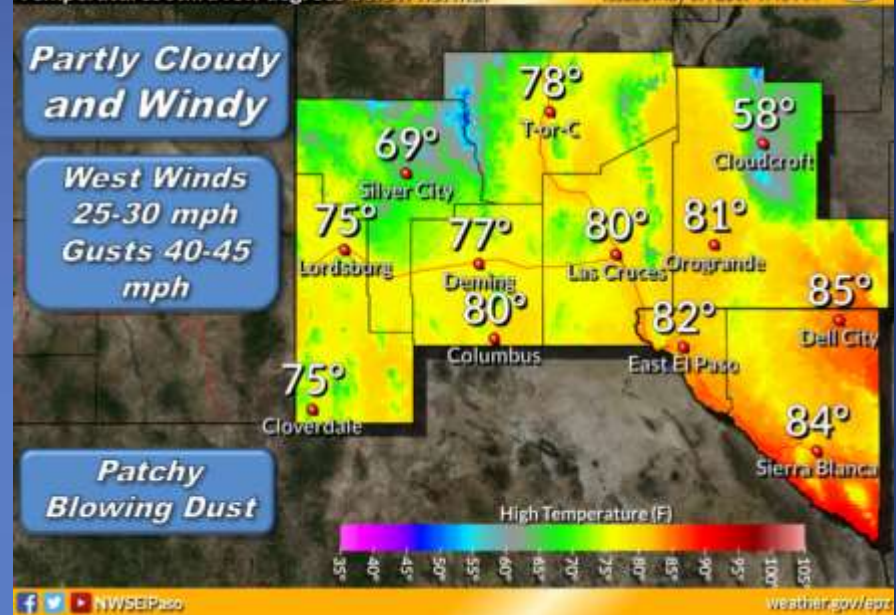 Partly Cloudy
and Windy
West Winds
25-30 mph
Gusts 40-45
mph
Patchy
Blowing Dust
78°
T-or-C
58°
Cloudcroft
69°
Silver City
75°
Lordsburg
77°
Deming
80°
Las Cruces
81°
Orogrande
80°
Columbus
82°
East El Paso
85°
Dell City
75°
Cloverdale
84°
Sierra Blanca
High Temperature (F)
35° 40° 45° 50° 55° 60° 65° 70° 75° 80° 85° 90° 95° 100° 105°
NWSElPaso
weather.gov/epz